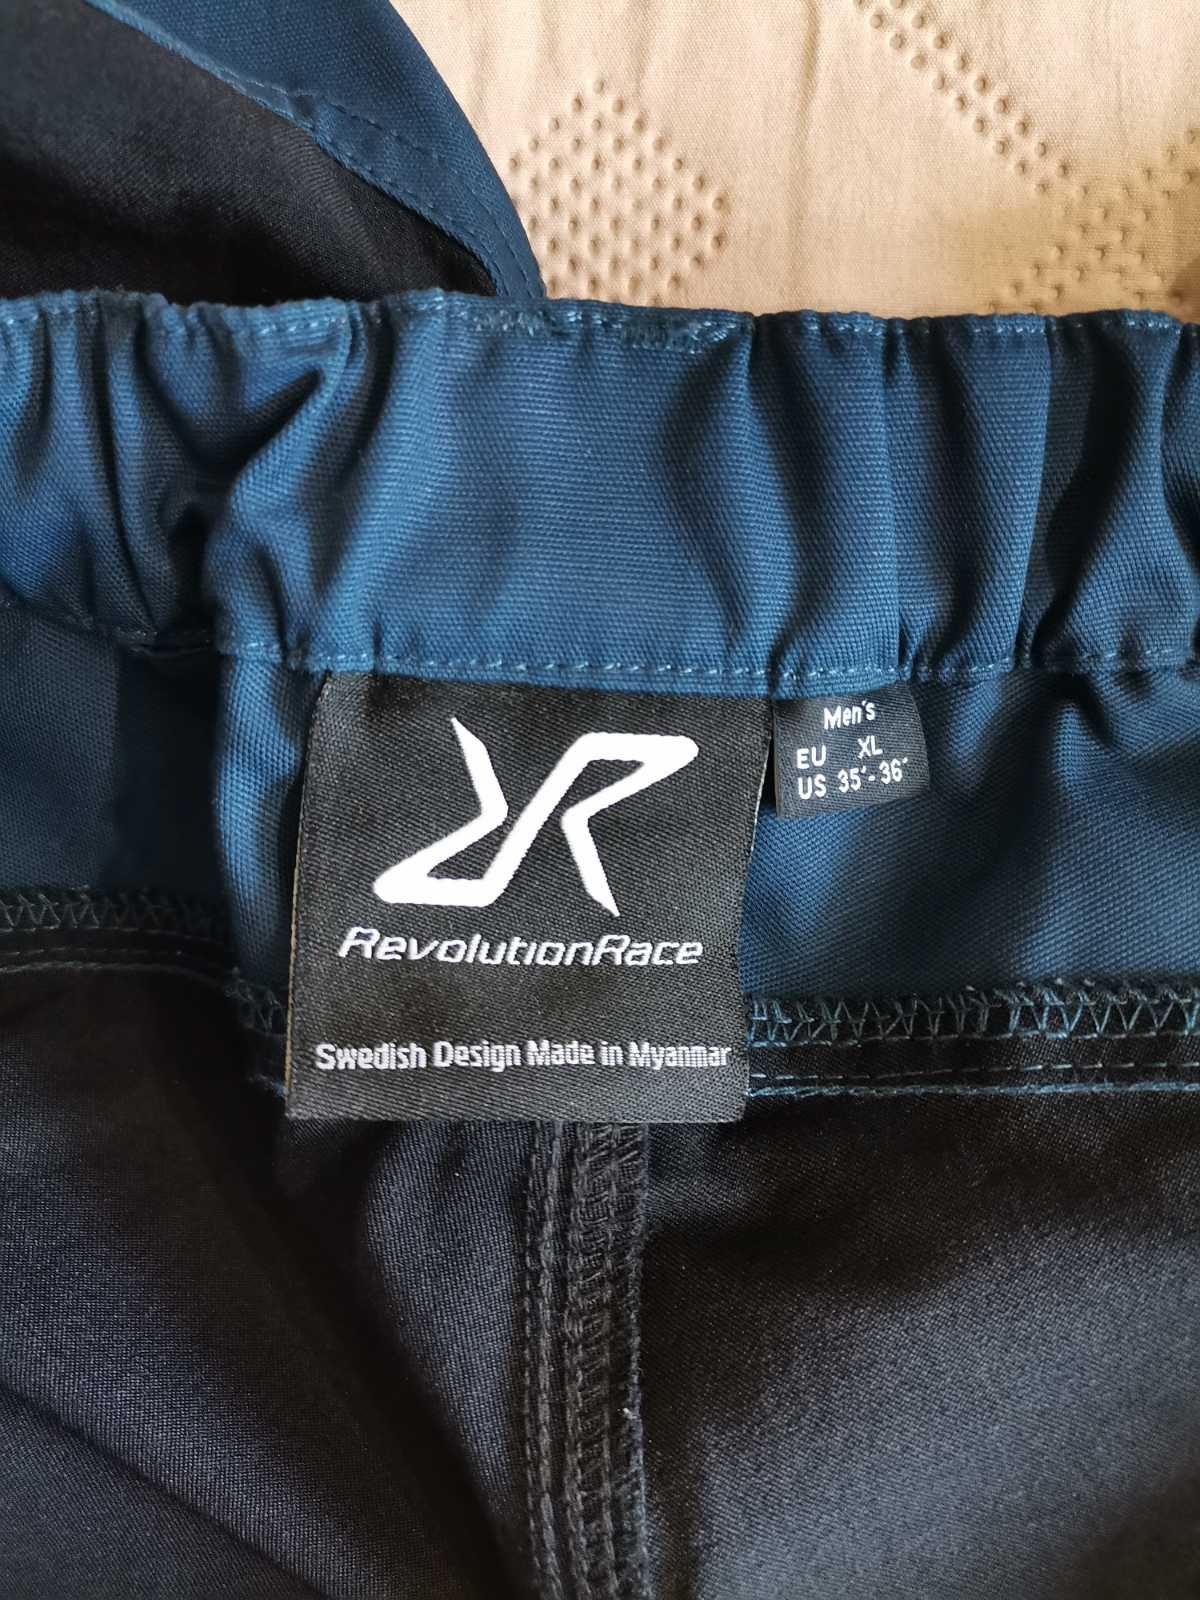 RevolutionRace
Swedish Design Made in Myanmar
Men's
EU XL
US 35"-36"